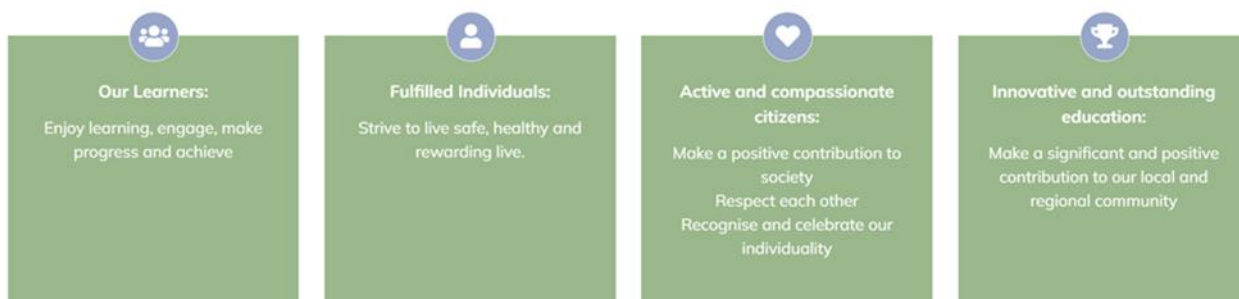 Our Learners:
Enjoy learning, engage, make
progress and achieve
Fulfilled Individuals:
Strive to live safe, healthy and
rewarding live.
Active and compassionate
citizens:
Make a positive contribution to
society
Respect each other
Recognise and celebrate our
individuality
Innovative and outstanding
education:
Make a significant and positive
contribution to our local and
regional community